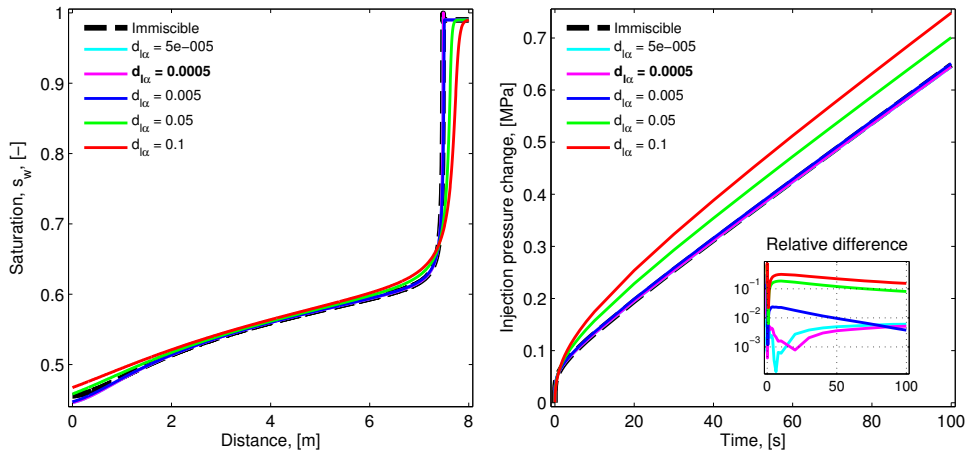 Saturation, s_w, [−]
1
0.9
0.8
0.7
0.6
0.5
Immiscible
d_lα = 5e−005
d_lα = 0.0005
d_lα = 0.005
d_lα = 0.05
d_lα = 0.1
0
2
4
6
8
Distance, [m]
Injection pressure change, [MPa]
0.7
0.6
0.5
0.4
0.3
0.2
0.1
0
Immiscible
d_lα = 5e−005
d_lα = 0.0005
d_lα = 0.005
d_lα = 0.05
d_lα = 0.1
Relative difference
10^−1
10^−2
10^−3
0
50
100
0
20
40
60
80
100
Time, [s]